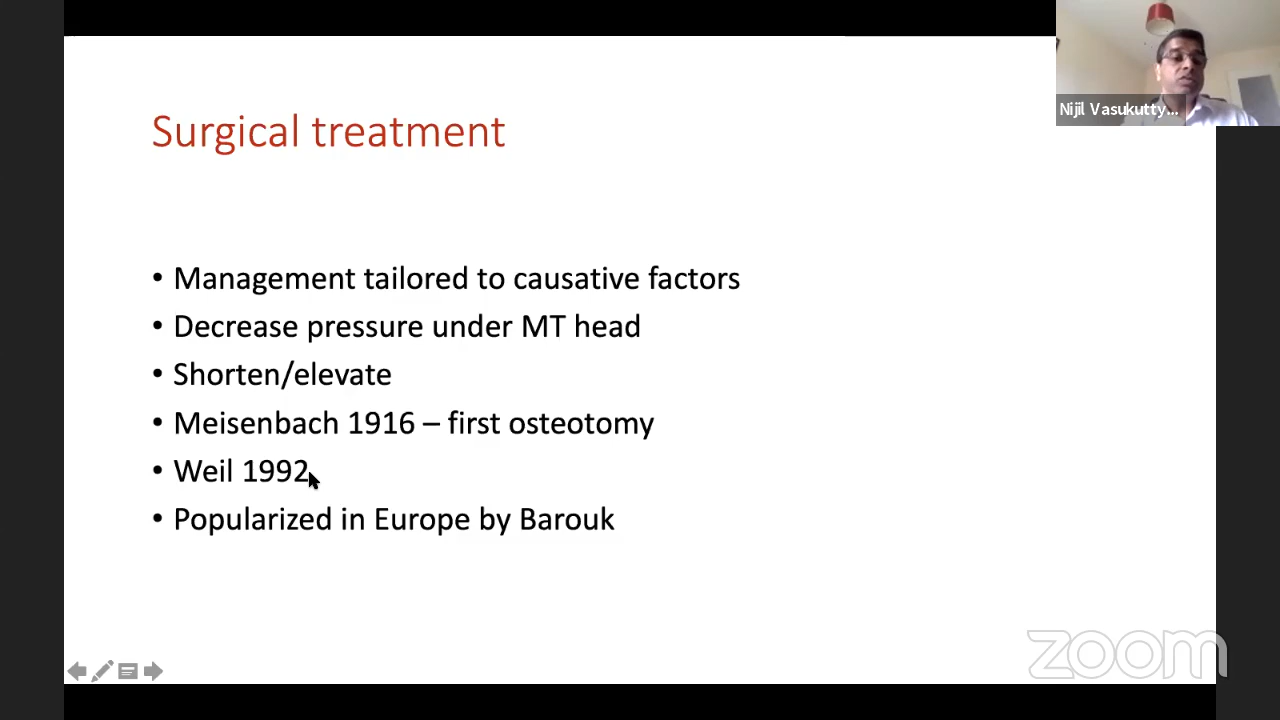 Surgical treatment
• Management tailored to causative factors
• Decrease pressure under MT head
• Shorten/elevate
• Meisenbach 1916 – first osteotomy
• Weil 1992
• Popularized in Europe by Barouk
Nijil Vasukutty...
zoom